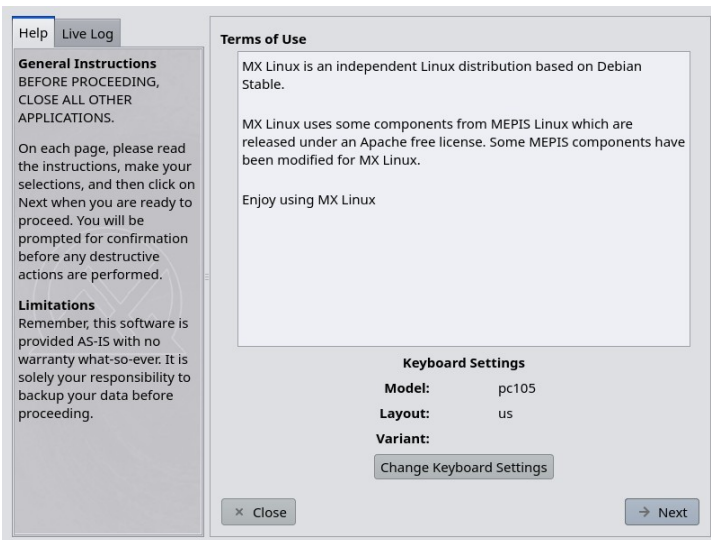 Help
Live Log
General Instructions
BEFORE PROCEEDING,
CLOSE ALL OTHER
APPLICATIONS.
On each page, please read
the instructions, make your
selections, and then click on
Next when you are ready to
proceed. You will be
prompted for confirmation
before any destructive
actions are performed.
Limitations
Remember, this software is
provided AS-IS with no
warranty what-so-ever. It is
solely your responsibility to
backup your data before
proceeding.
Terms of Use
MX Linux is an independent Linux distribution based on Debian
Stable.
MX Linux uses some components from MEPIS Linux which are
released under an Apache free license. Some MEPIS components have
been modified for MX Linux.
Enjoy using MX Linux
Keyboard Settings
Model: pc105
Layout: us
Variant:
Change Keyboard Settings
Close
Next